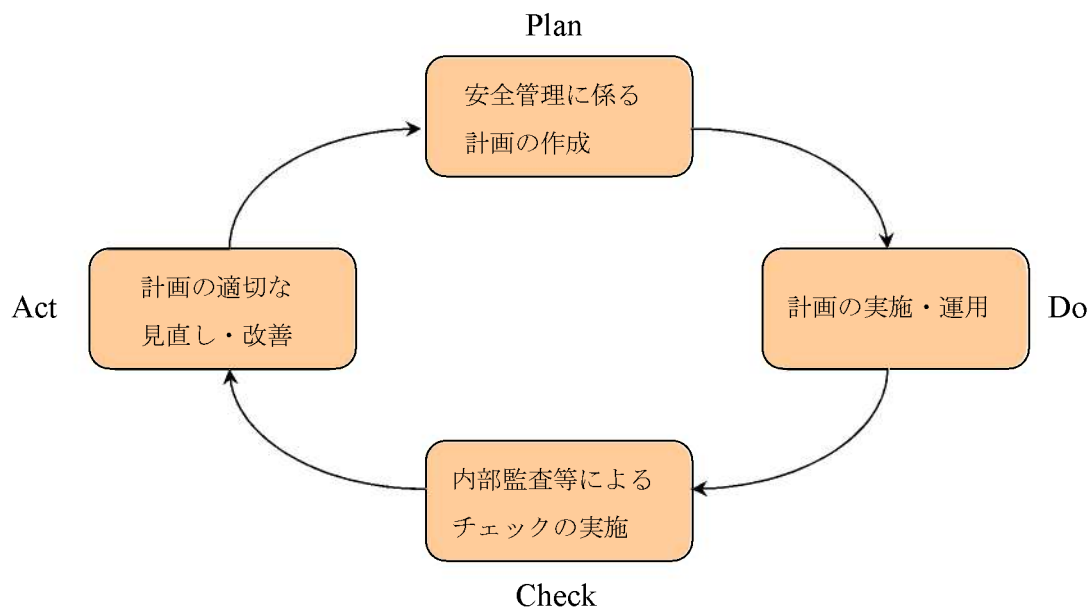 Plan
安全管理に係る
計画の作成
計画の適切な
見直し・改善
Act
計画の実施・運用
Do
内部監査等による
チェックの実施
Check